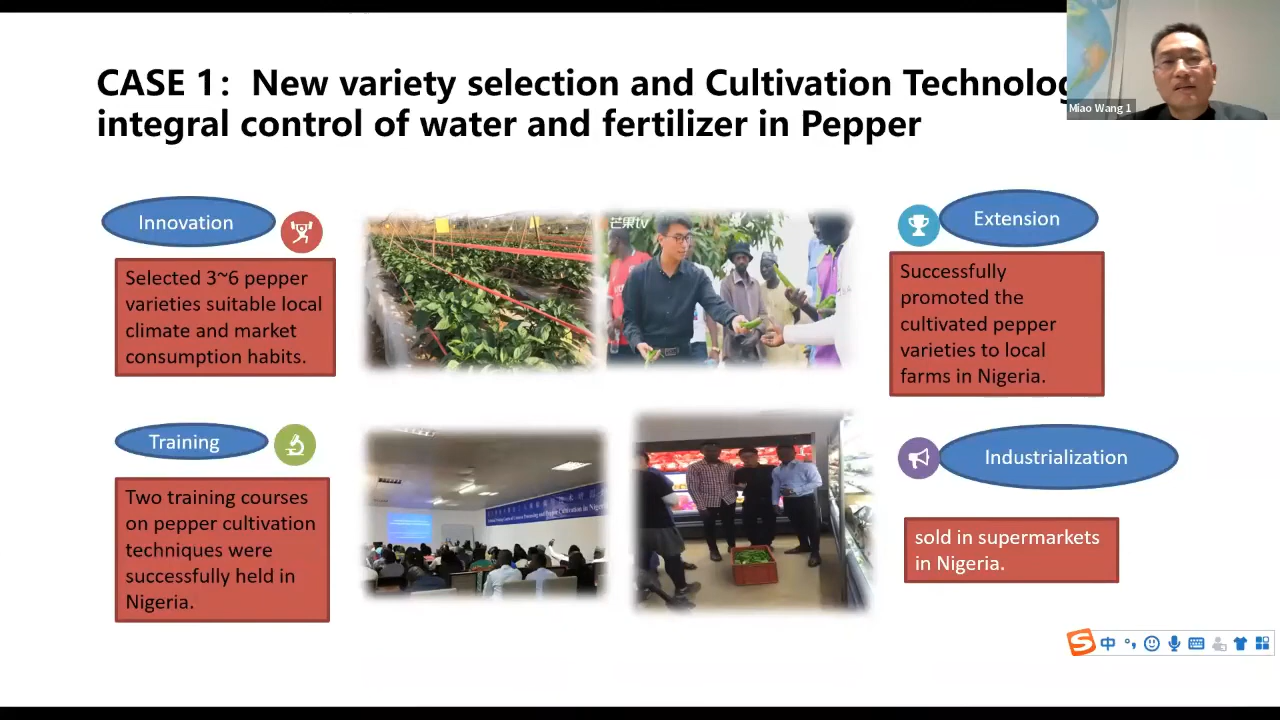 CASE 1：New variety selection and Cultivation Technolog
integral control of water and fertilizer in Pepper
Miao Wang 1
Innovation
Selected 3~6 pepper
varieties suitable local
climate and market
consumption habits.
芒果tv
Extension
Successfully
promoted the
cultivated pepper
varieties to local
farms in Nigeria.
Training
Two training courses
on pepper cultivation
techniques were
successfully held in
Nigeria.
Industrialization
sold in supermarkets
in Nigeria.
中